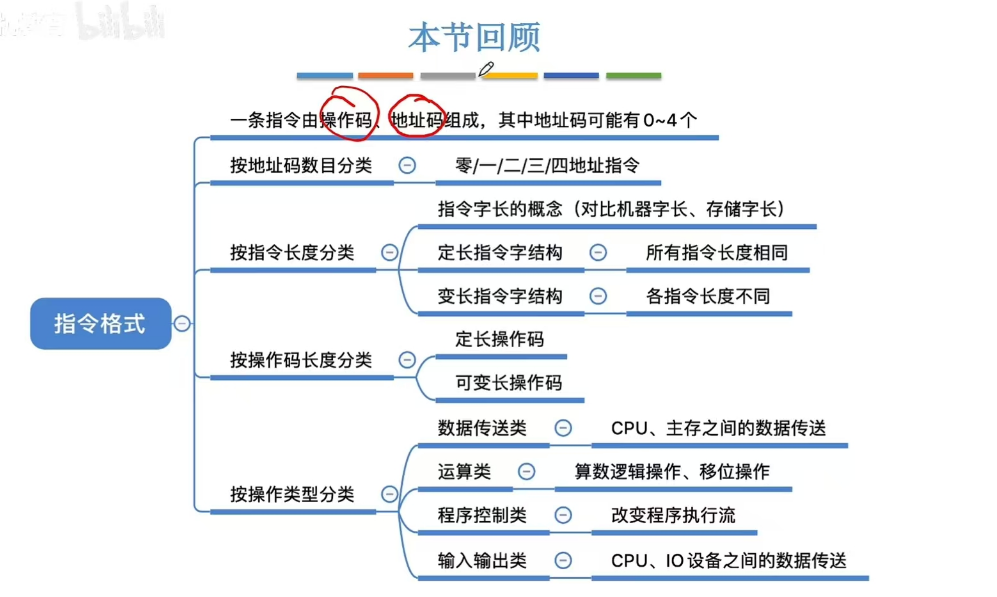 bilibili
本节回顾
一条指令由操作码、地址码组成，其中地址码可能有0~4个
按地址码数目分类
零/一/二/三/四地址指令
指令格式
按指令长度分类
指令字长的概念（对比机器字长、存储字长）
定长指令字结构
所有指令长度相同
变长指令字结构
各指令长度不同
按操作码长度分类
定长操作码
可变长操作码
按操作类型分类
数据传送类
CPU、主存之间的数据传送
运算类
算数逻辑操作、移位操作
程序控制类
改变程序执行流
输入输出类
CPU、IO设备之间的数据传送